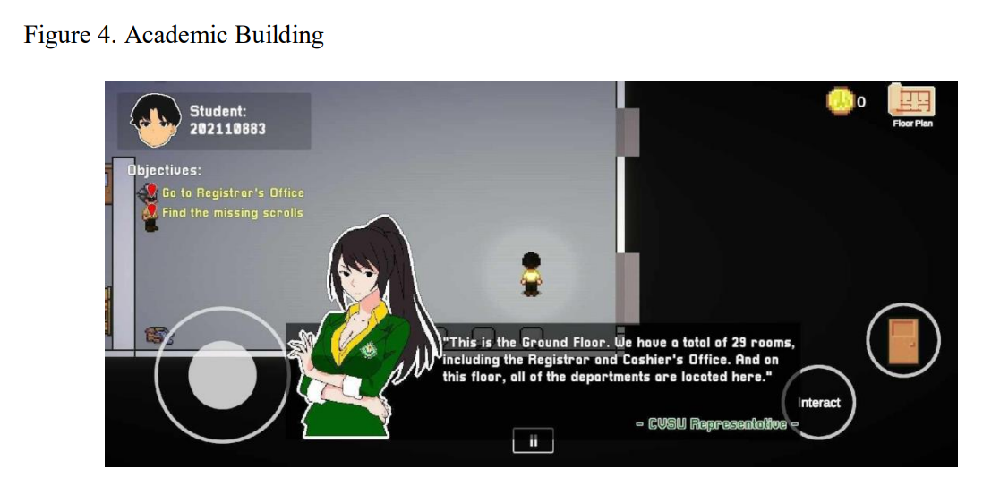 Figure 4. Academic Building
Student:
202110883
0
Floor Plan
Objectives:
Go to Registrar's Office
Find the missing scrolls
"This is the Ground Floor. We have a total of 29 rooms,
including the Registrar and Cashier's Office. And on
this floor, all of the departments are located here."
Interact
- CVSU Representative -